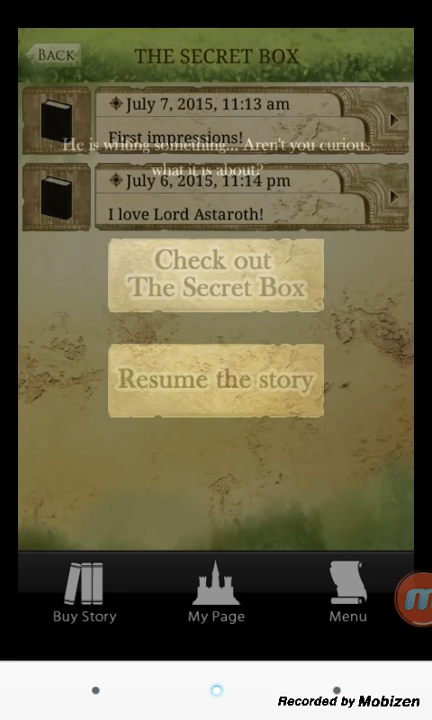 BACK
THE SECRET BOX
July 7, 2015, 11:13 am
First impressions!
He is writing something... Aren't you curious
what it is about?
July 6, 2015, 11:14 pm
I love Lord Astaroth!
Check out
The Secret Box
Resume the story
Buy Story
My Page
Menu
Recorded by Mobizen